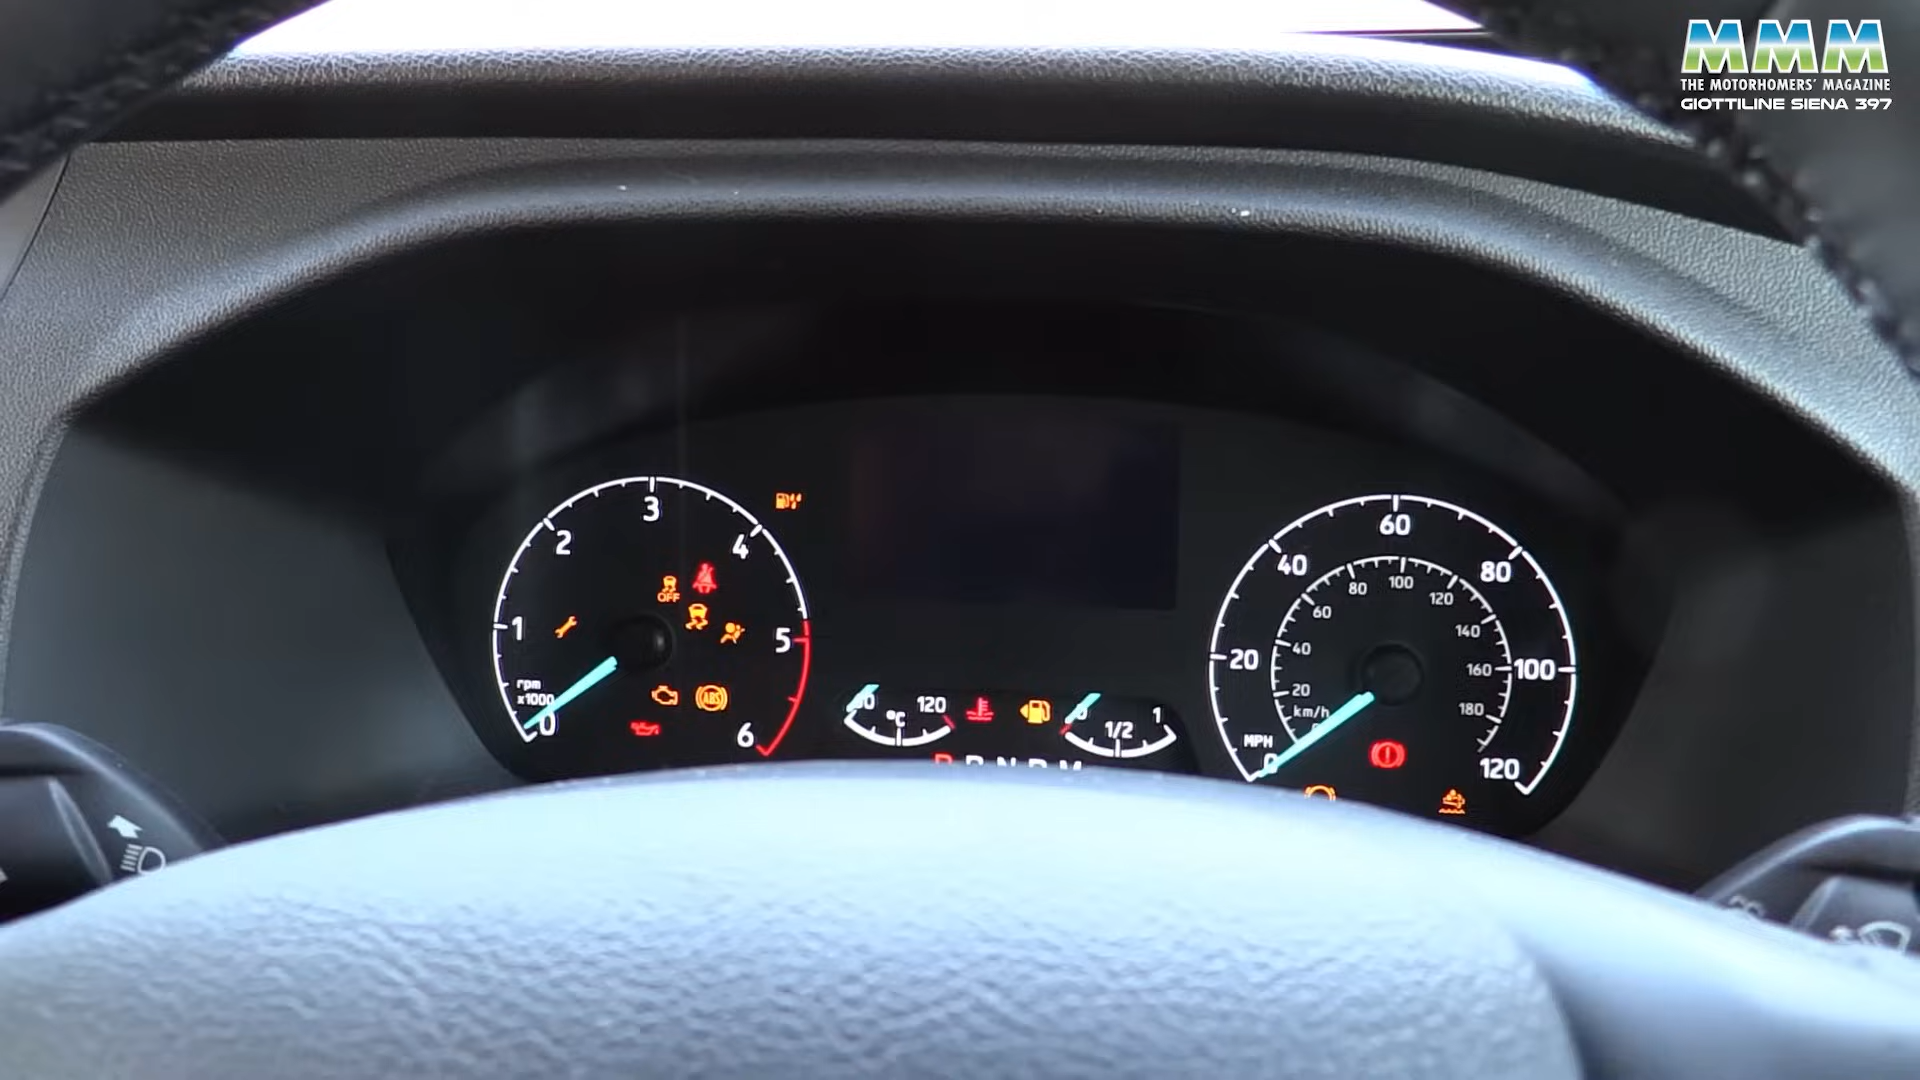 MMM
THE MOTORHOMERS' MAGAZINE
GIOTTILINE SIENA 397
0
1
2
3
4
5
6
rpm
x1000
OFF
ABS
120
°C
1/2
1
P R N D M
0
20
40
60
80
100
120
MPH
20
40
60
80
100
120
140
160
180
km/h